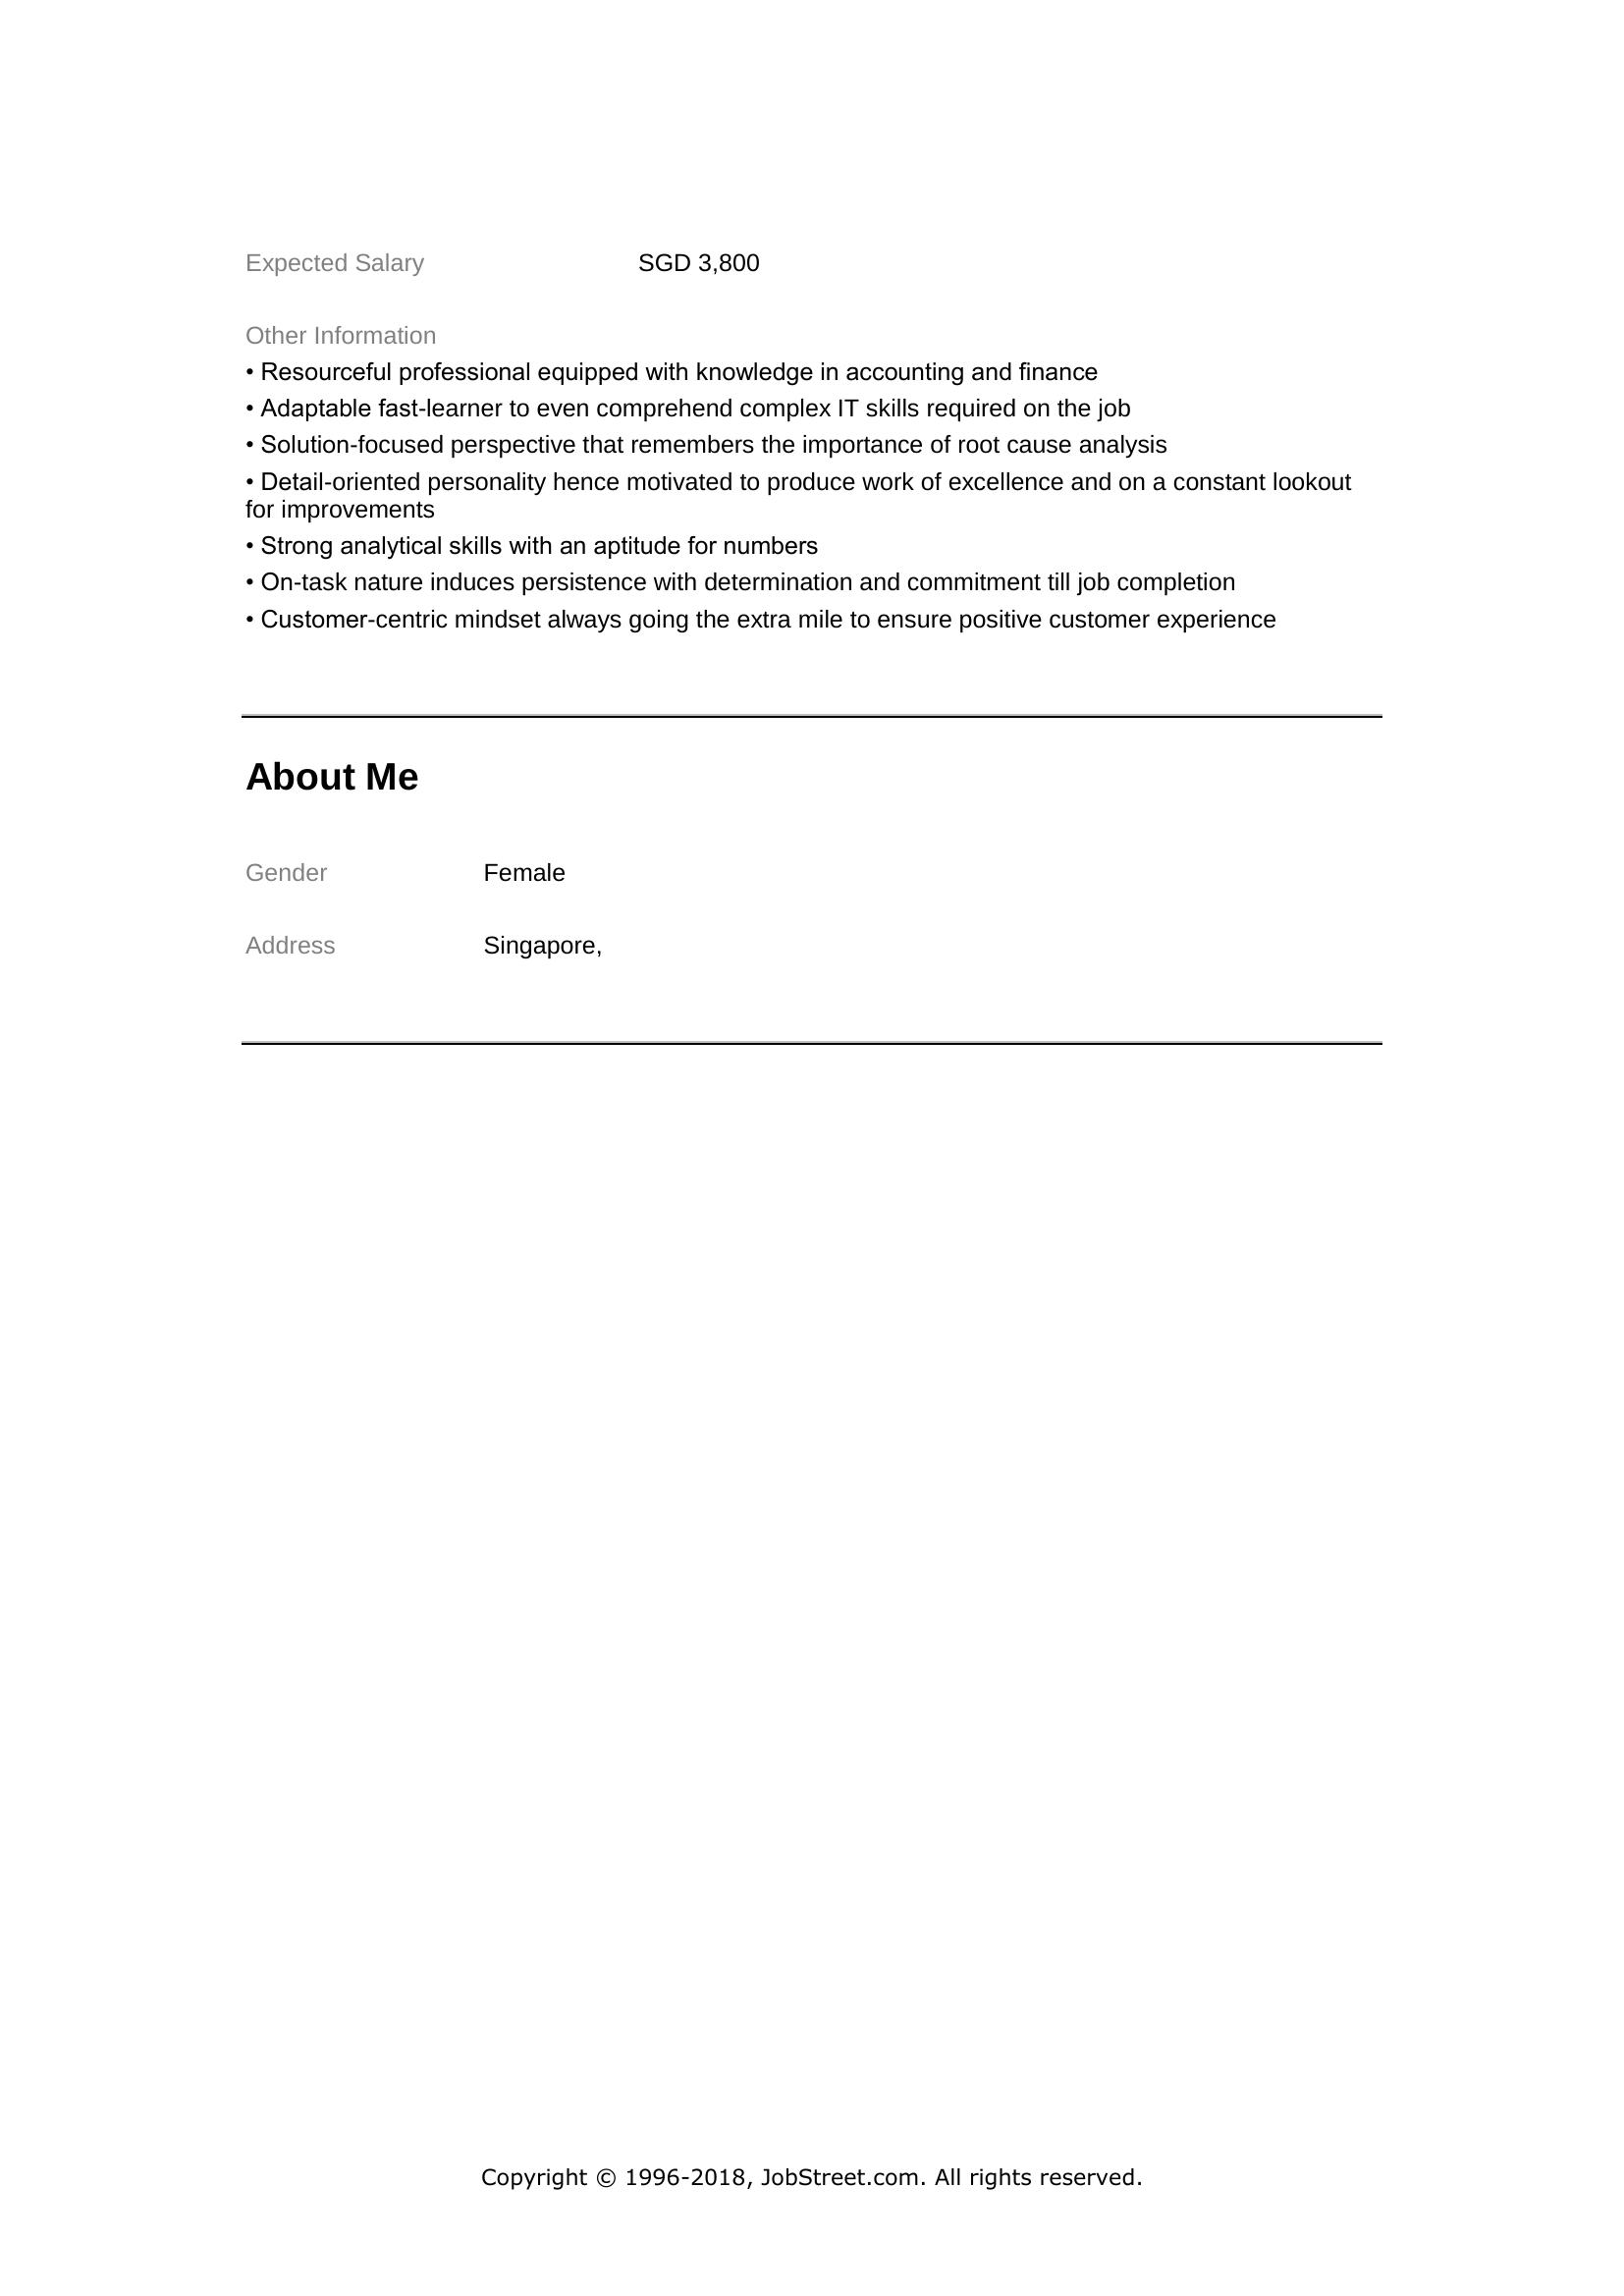 Expected Salary SGD 3,800
Other Information
• Resourceful professional equipped with knowledge in accounting and finance
• Adaptable fast-learner to even comprehend complex IT skills required on the job
• Solution-focused perspective that remembers the importance of root cause analysis
• Detail-oriented personality hence motivated to produce work of excellence and on a constant lookout
for improvements
• Strong analytical skills with an aptitude for numbers
• On-task nature induces persistence with determination and commitment till job completion
• Customer-centric mindset always going the extra mile to ensure positive customer experience
About Me
Gender Female
Address Singapore,
Copyright © 1996-2018, JobStreet.com. All rights reserved.